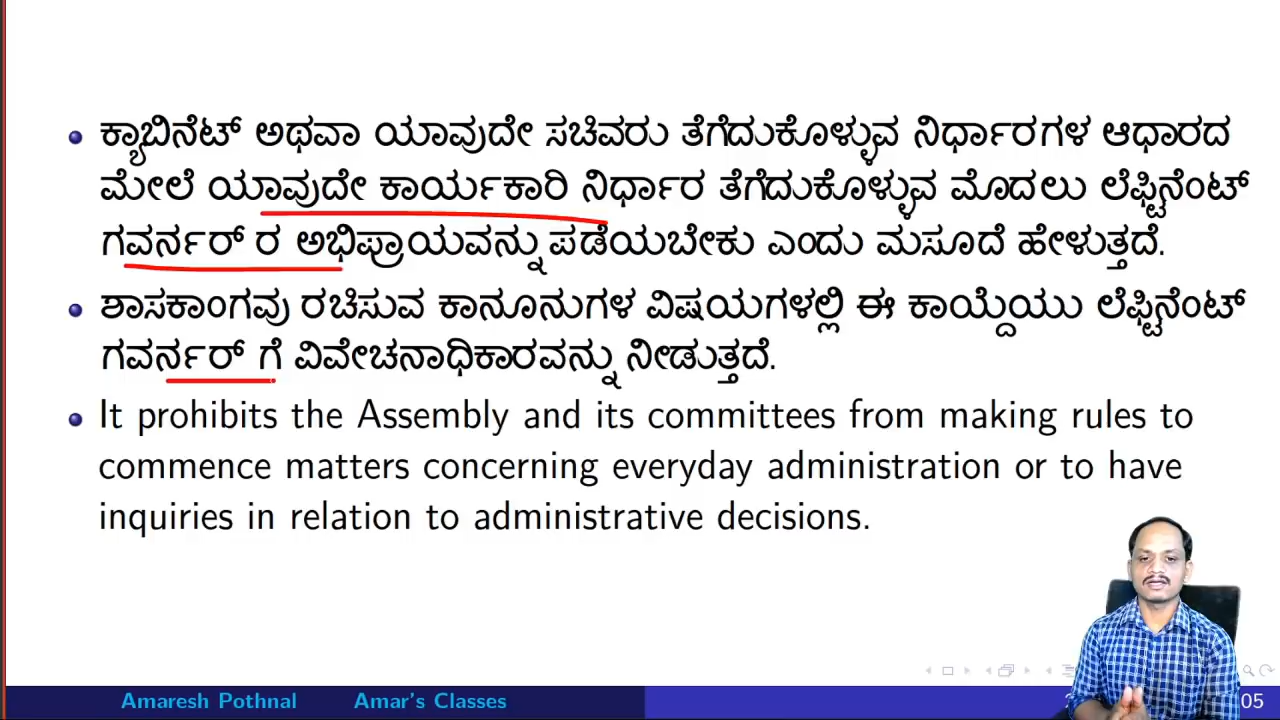 ಕ್ಯಾಬಿನೆಟ್ ಅಥವಾ ಯಾವುದೇ ಸಚಿವರು ತೆಗೆದುಕೊಳ್ಳುವ ನಿರ್ಧಾರಗಳ ಆಧಾರದ
ಮೇಲೆ ಯಾವುದೇ ಕಾರ್ಯಕಾರಿ ನಿರ್ಧಾರ ತೆಗೆದುಕೊಳ್ಳುವ ಮೊದಲು ಲೆಫ್ಟಿನೆಂಟ್
ಗವರ್ನರ್ ರ ಅಭಿಪ್ರಾಯವನ್ನು ಪಡೆಯಬೇಕು ಎಂದು ಮಸೂದೆ ಹೇಳುತ್ತದೆ.
ಶಾಸಕಾಂಗವು ರಚಿಸುವ ಕಾನೂನುಗಳ ವಿಷಯಗಳಲ್ಲಿ ಈ ಕಾಯ್ದೆಯು ಲೆಫ್ಟಿನೆಂಟ್
ಗವರ್ನರ್ ಗೆ ವಿವೇಚನಾಧಿಕಾರವನ್ನು ನೀಡುತ್ತದೆ.
It prohibits the Assembly and its committees from making rules to
commence matters concerning everyday administration or to have
inquiries in relation to administrative decisions.
Amaresh Pothnal Amar's Classes 05